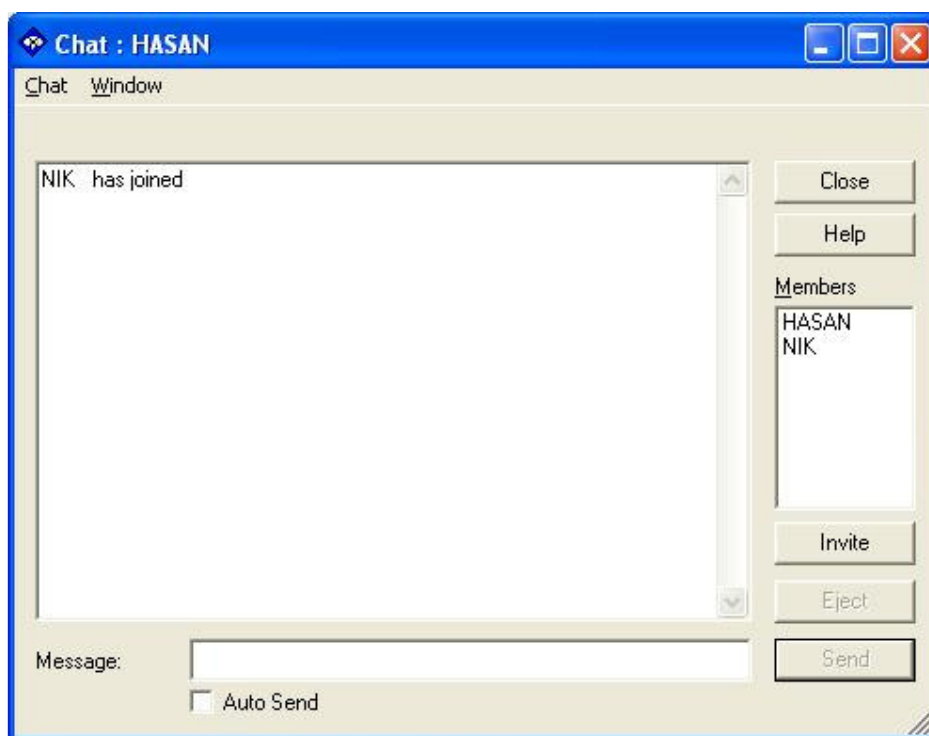 Chat : HASAN
Chat Window
NIK has joined
Close
Help
Members
HASAN
NIK
Invite
Eject
Message:
Send
Auto Send